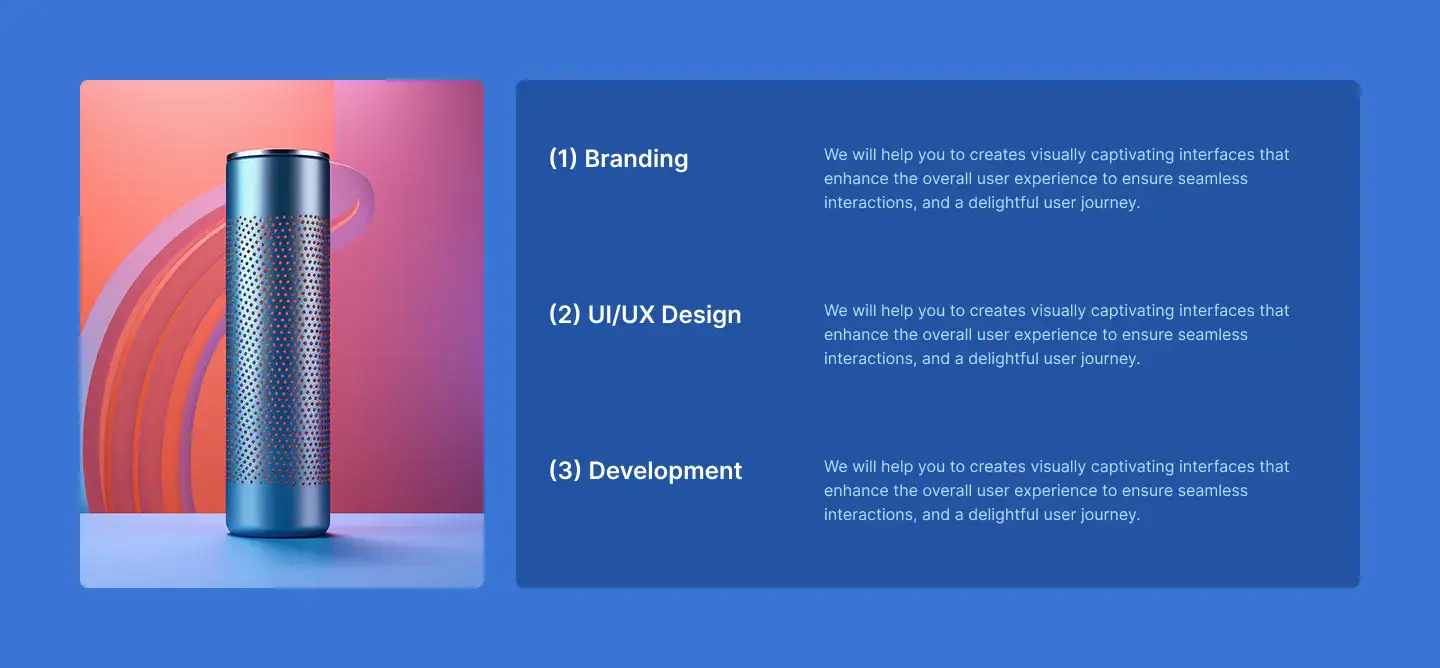 (1) Branding
We will help you to creates visually captivating interfaces that
enhance the overall user experience to ensure seamless
interactions, and a delightful user journey.
(2) UI/UX Design
We will help you to creates visually captivating interfaces that
enhance the overall user experience to ensure seamless
interactions, and a delightful user journey.
(3) Development
We will help you to creates visually captivating interfaces that
enhance the overall user experience to ensure seamless
interactions, and a delightful user journey.